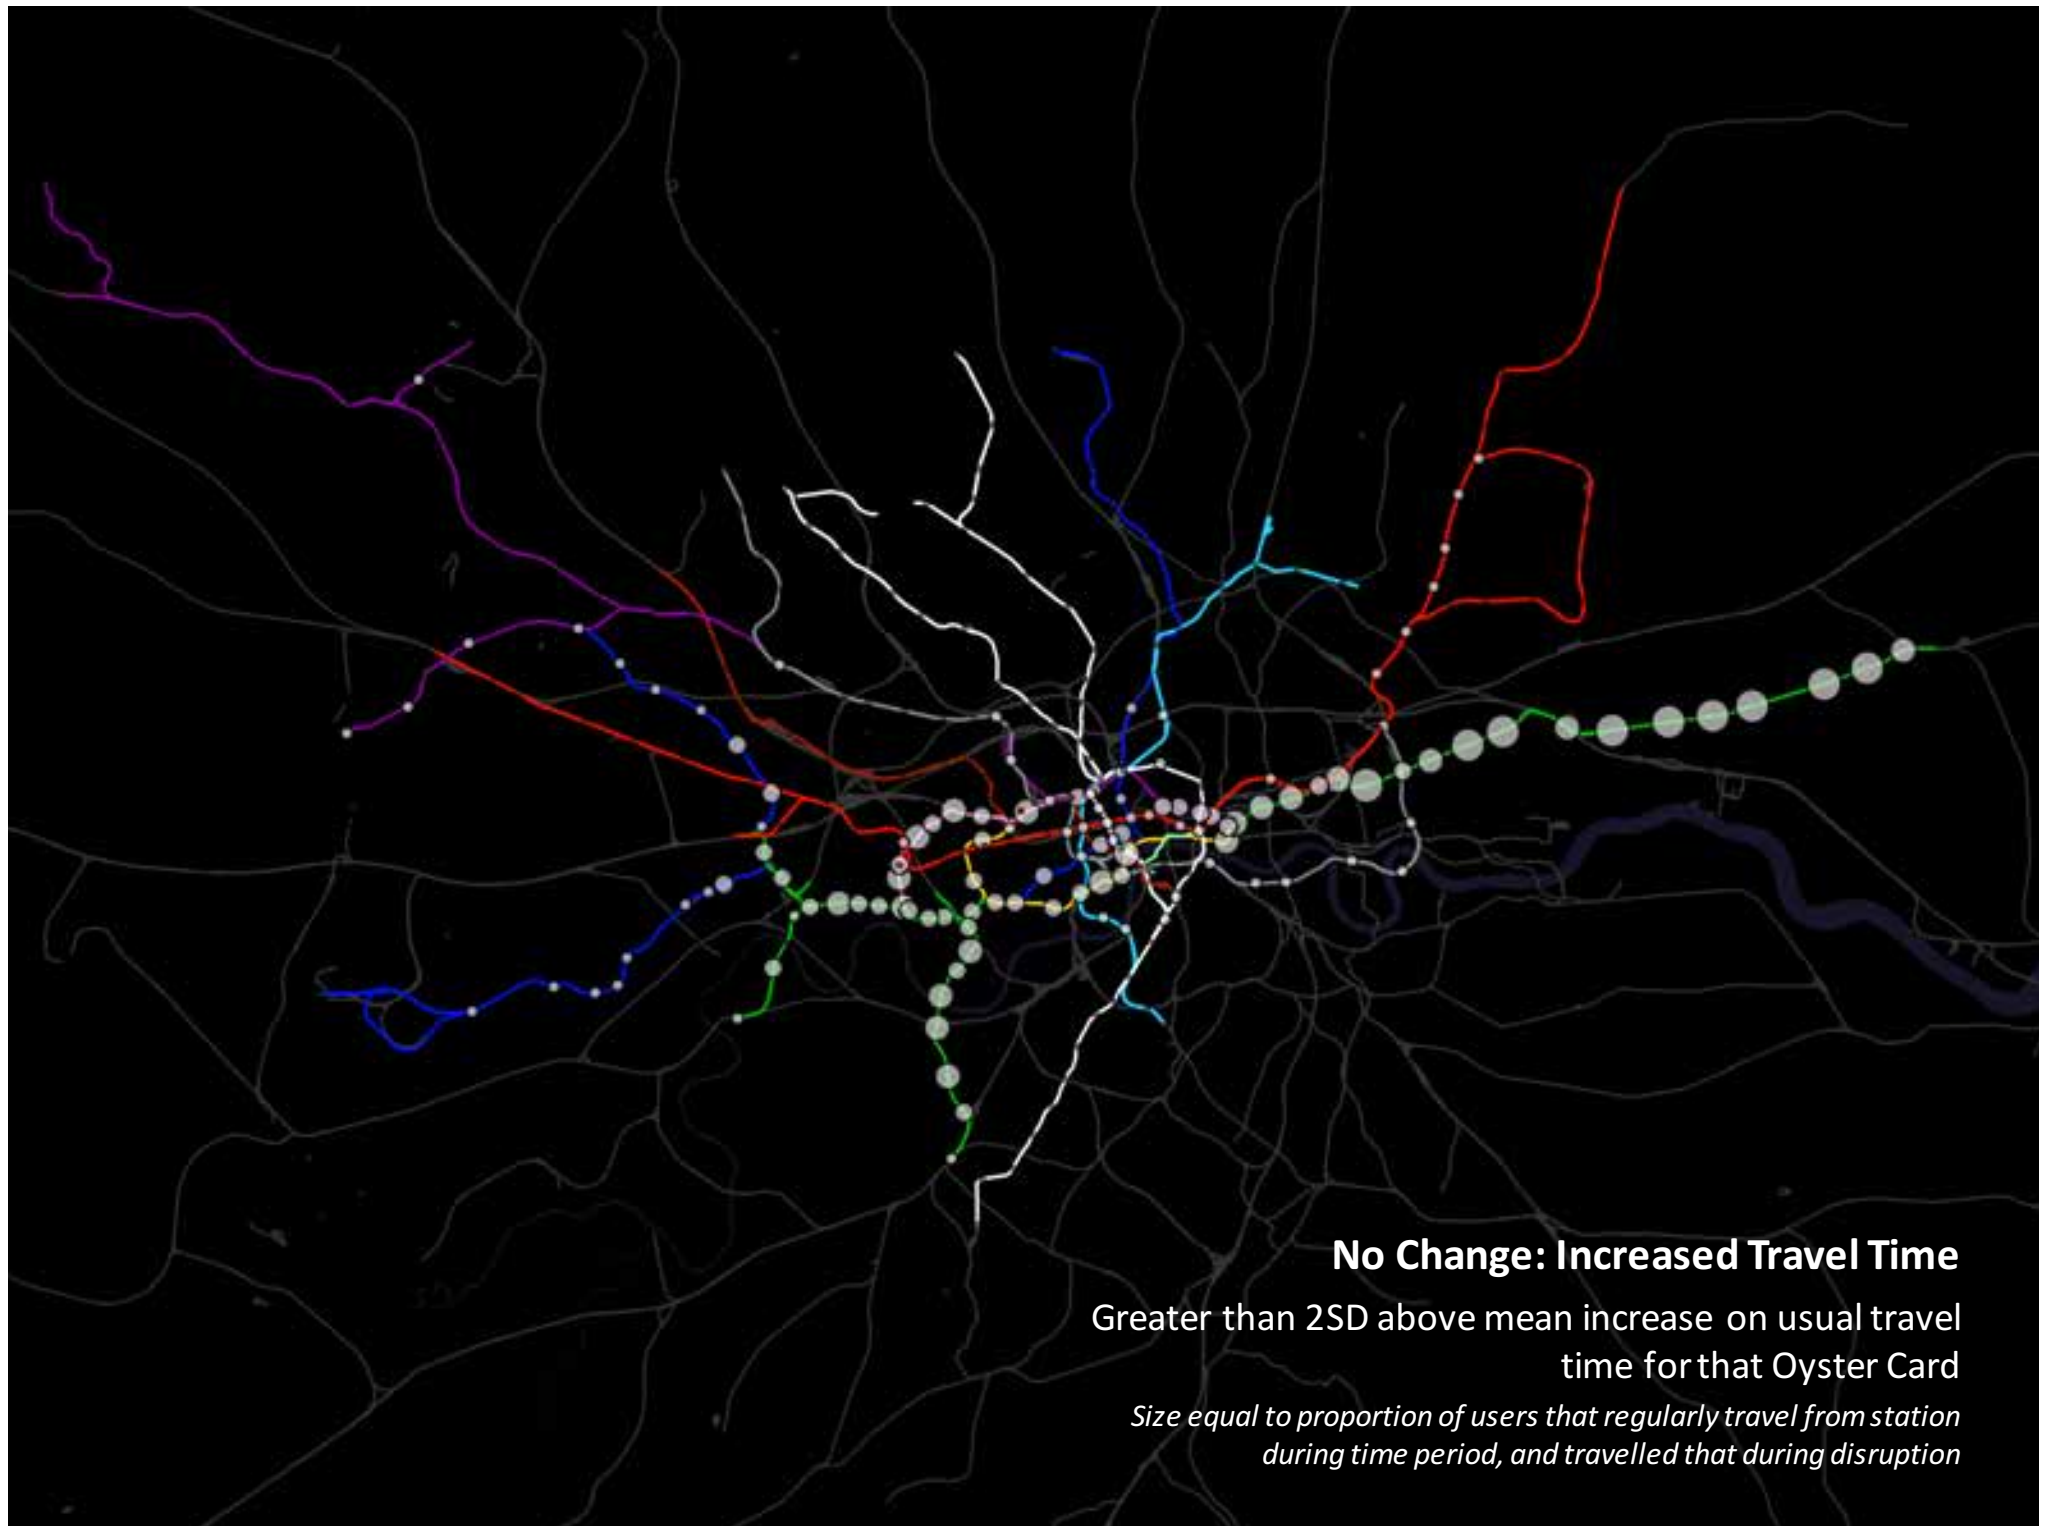 No Change: Increased Travel Time
Greater than 2SD above mean increase on usual travel
time for that Oyster Card
Size equal to proportion of users that regularly travel from station
during time period, and travelled that during disruption